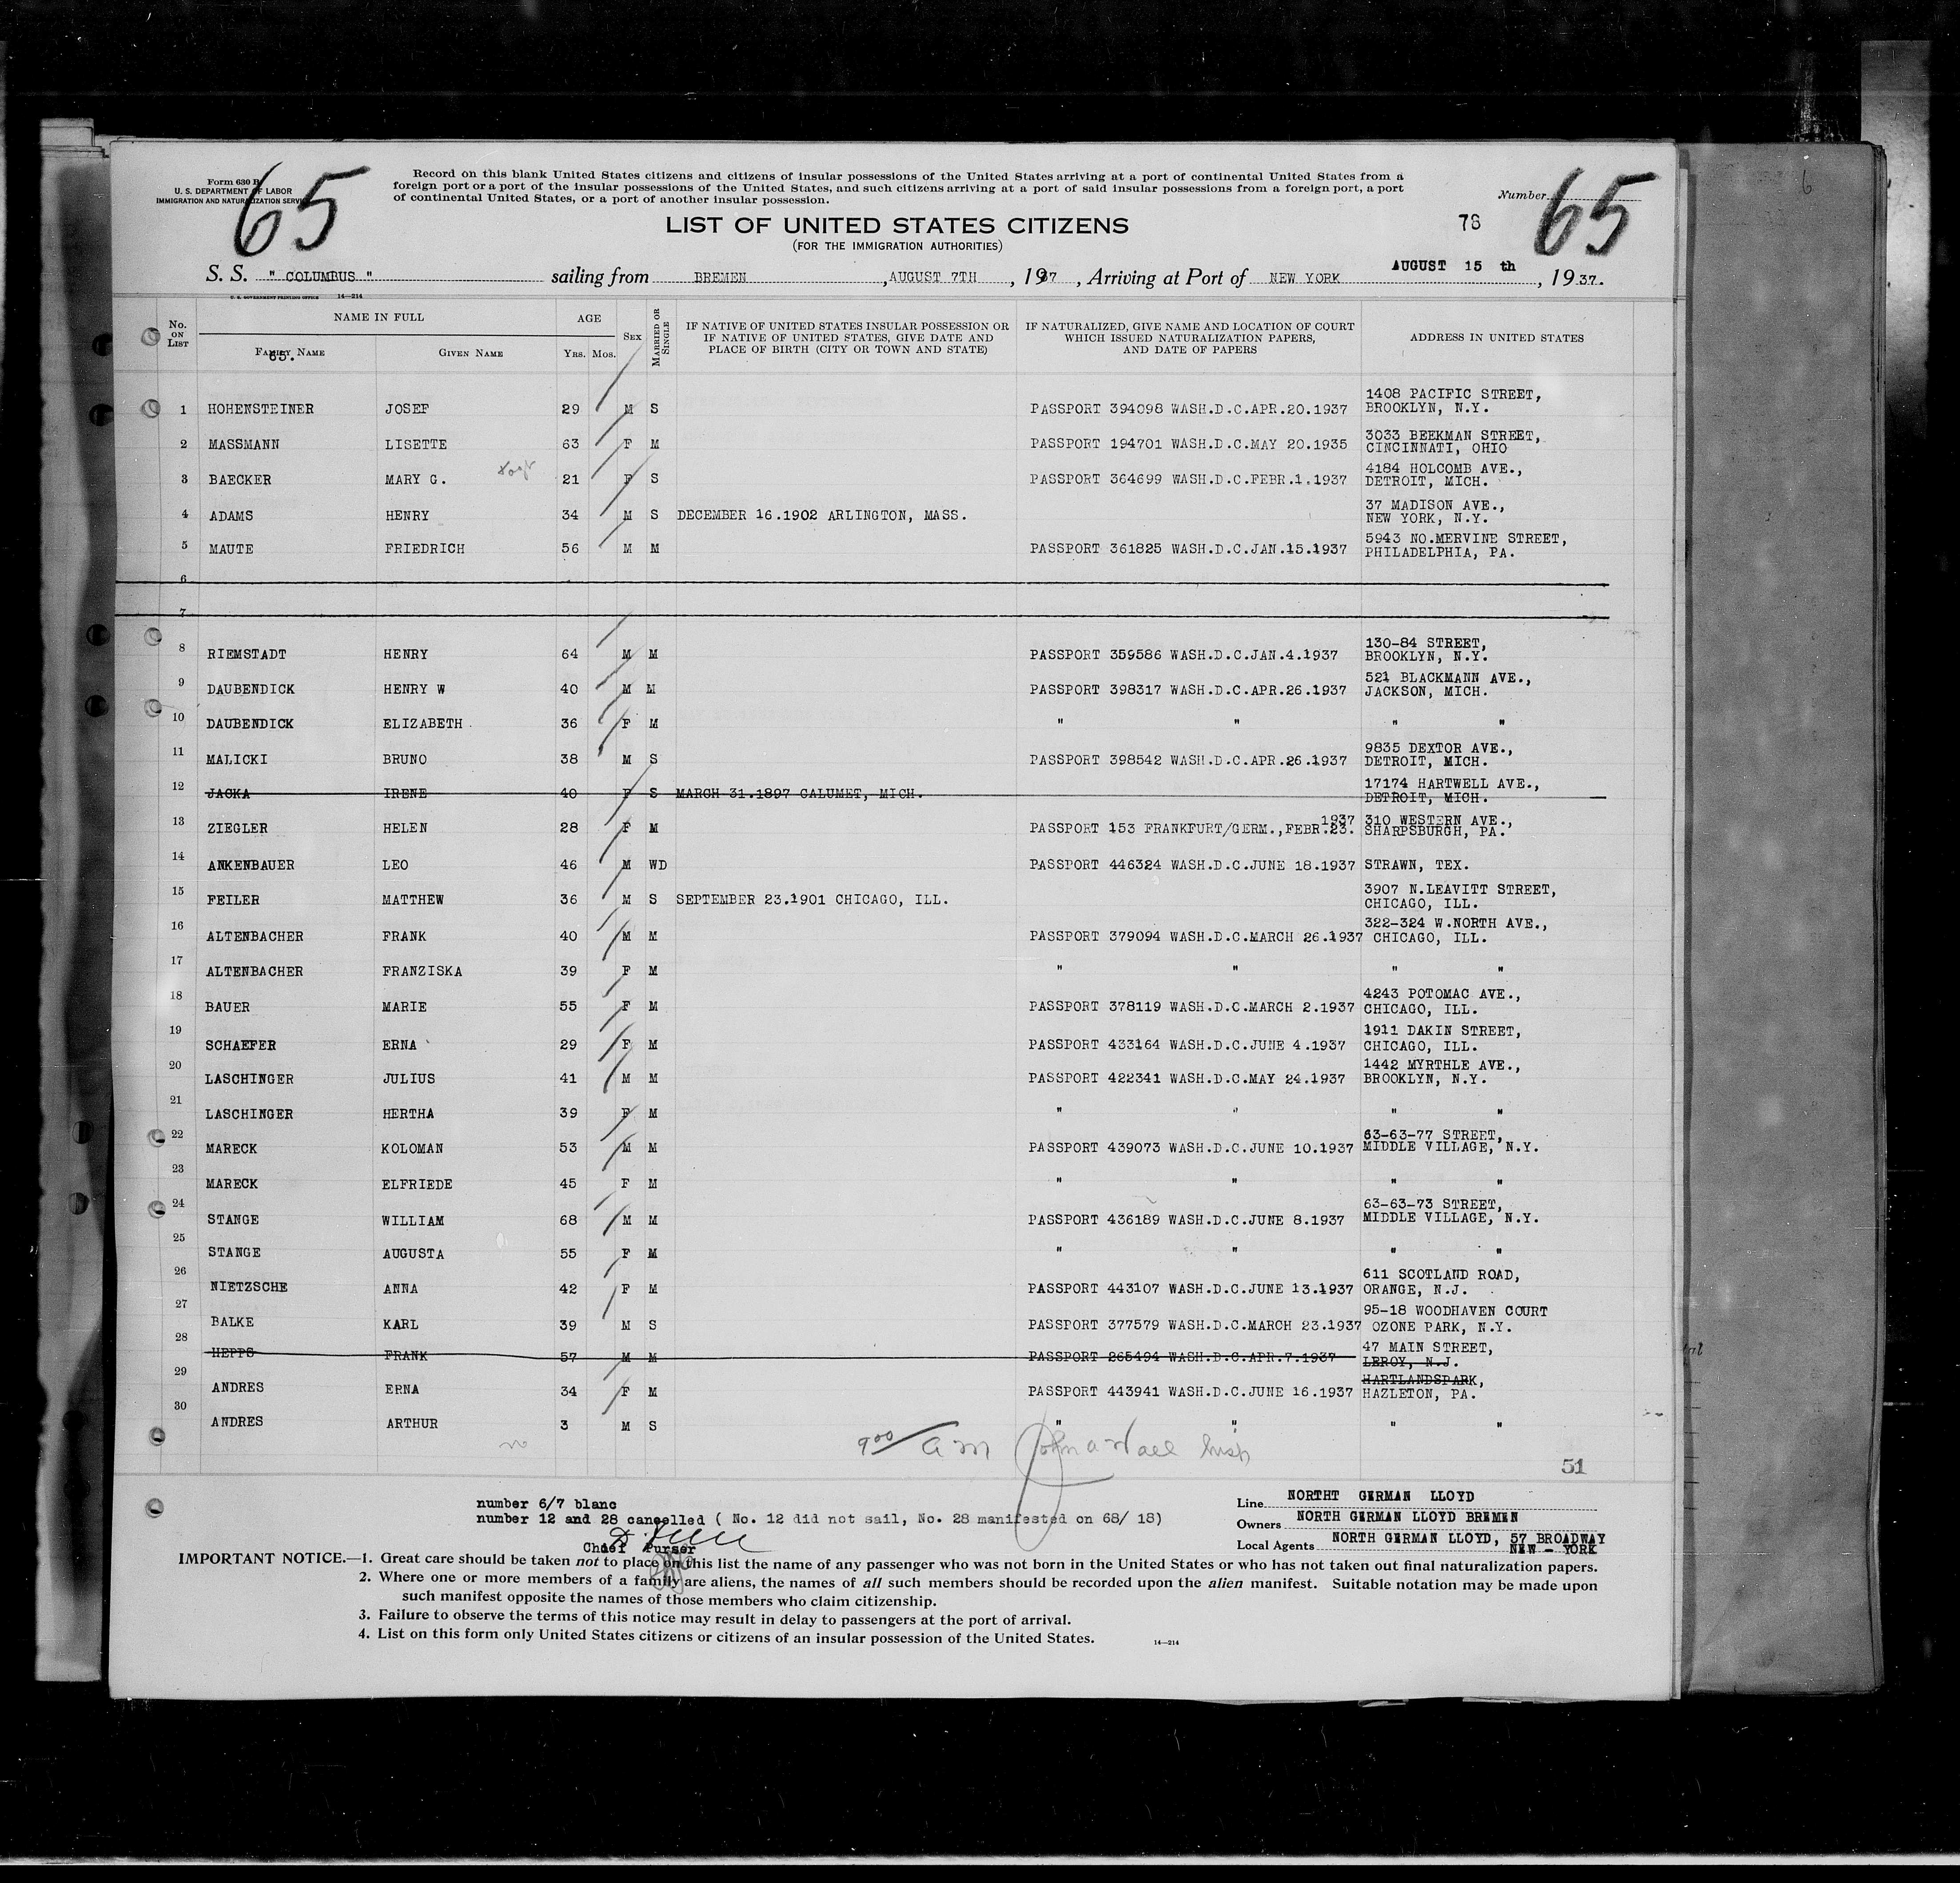 65
Form 630 B
U. S. DEPARTMENT OF LABOR
IMMIGRATION AND NATURALIZATION SERVICE
Record on this blank United States citizens and citizens of insular possessions of the United States arriving at a port of continental United States from a
foreign port or a port of the insular possessions of the United States, and such citizens arriving at a port of said insular possessions from a foreign port, a port
of continental United States, or a port of another insular possession.
Number 65
LIST OF UNITED STATES CITIZENS
78
(FOR THE IMMIGRATION AUTHORITIES)
S. S. " COLUMBUS " sailing from BREMEN, AUGUST 7TH, 1937, Arriving at Port of NEW YORK AUGUST 15 th, 1937.
U. S. GOVERNMENT PRINTING OFFICE 14—214
No. ON LIST
NAME IN FULL
FAMILY NAME
65.
GIVEN NAME
AGE
YRS. MOS.
SEX
MARRIED OR SINGLE
IF NATIVE OF UNITED STATES INSULAR POSSESSION OR
IF NATIVE OF UNITED STATES, GIVE DATE AND
PLACE OF BIRTH (CITY OR TOWN AND STATE)
IF NATURALIZED, GIVE NAME AND LOCATION OF COURT
WHICH ISSUED NATURALIZATION PAPERS,
AND DATE OF PAPERS
ADDRESS IN UNITED STATES
1 HOHENSTEINER JOSEF 29 M S PASSPORT 394098 WASH.D.C.APR.20.1937 1408 PACIFIC STREET,
BROOKLYN, N.Y.
2 MASSMANN LISETTE 63 F M PASSPORT 194701 WASH.D.C.MAY 20.1935 3033 BEEKMAN STREET,
CINCINNATI, OHIO
3 BAECKER MARY G. 21 F S PASSPORT 364699 WASH.D.C.FEBR.1.1937 4184 HOLCOMB AVE.,
DETROIT, MICH.
4 ADAMS HENRY 34 M S DECEMBER 16.1902 ARLINGTON, MASS. 37 MADISON AVE.,
NEW YORK, N.Y.
5 MAUTE FRIEDRICH 56 M M PASSPORT 361825 WASH.D.C.JAN.15.1937 5943 NO.MERVINE STREET,
PHILADELPHIA, PA.
6
7
8 RIEMSTADT HENRY 64 M M PASSPORT 359586 WASH.D.C.JAN.4.1937 130-84 STREET,
BROOKLYN, N.Y.
9 DAUBENDICK HENRY W 40 M M PASSPORT 398317 WASH.D.C.APR.26.1937 521 BLACKMANN AVE.,
JACKSON, MICH.
10 DAUBENDICK ELIZABETH 36 F M " " " "
11 MALICKI BRUNO 38 M S PASSPORT 398542 WASH.D.C.APR.26.1937 9835 DEXTOR AVE.,
DETROIT, MICH.
12 JACKA IRENE 40 F S MARCH 31.1897 CALUMET, MICH. 17174 HARTWELL AVE.,
DETROIT, MICH.
13 ZIEGLER HELEN 28 F M PASSPORT 153 FRANKFURT/GERM.,FEBR.23. 1937 310 WESTERN AVE.,
SHARPSBURGH, PA.
14 ANKENBAUER LEO 46 M WD PASSPORT 446324 WASH.D.C.JUNE 18.1937 STRAWN, TEX.
15 FEILER MATTHEW 36 M S SEPTEMBER 23.1901 CHICAGO, ILL. 3907 N.LEAVITT STREET,
CHICAGO, ILL.
16 ALTENBACHER FRANK 40 M M PASSPORT 379094 WASH.D.C.MARCH 26.1937 322-324 W.NORTH AVE.,
CHICAGO, ILL.
17 ALTENBACHER FRANZISKA 39 F M " " " "
18 BAUER MARIE 55 F M PASSPORT 378119 WASH.D.C.MARCH 2.1937 4243 POTOMAC AVE.,
CHICAGO, ILL.
19 SCHAEFER ERNA 29 F M PASSPORT 433164 WASH.D.C.JUNE 4.1937 1911 DAKIN STREET,
CHICAGO, ILL.
20 LASCHINGER JULIUS 41 M M PASSPORT 422341 WASH.D.C.MAY 24.1937 1442 MYRTHLE AVE.,
BROOKLYN, N.Y.
21 LASCHINGER HERTHA 39 F M " " " "
22 MARECK KOLOMAN 53 M M PASSPORT 439073 WASH.D.C.JUNE 10.1937 63-63-77 STREET,
MIDDLE VILLAGE, N.Y.
23 MARECK ELFRIEDE 45 F M " " " "
24 STANGE WILLIAM 68 M M PASSPORT 436189 WASH.D.C.JUNE 8.1937 63-63-73 STREET,
MIDDLE VILLAGE, N.Y.
25 STANGE AUGUSTA 55 F M " " " "
26 NIETZSCHE ANNA 42 F M PASSPORT 443107 WASH.D.C.JUNE 13.1937 611 SCOTLAND ROAD,
ORANGE, N.J.
27 BALKE KARL 39 M S PASSPORT 377579 WASH.D.C.MARCH 23.1937 95-18 WOODHAVEN COURT
OZONE PARK, N.Y.
28 HEPPS FRANK 57 M M PASSPORT 265494 WASH.D.C.APR.7.1937 47 MAIN STREET,
LEROY, N.J.
29 ANDRES ERNA 34 F M PASSPORT 443941 WASH.D.C.JUNE 16.1937 HARTLANDSPARK,
HAZLETON, PA.
30 ANDRES ARTHUR 3 M S " " " "
9 00 a m John a
51
number 6/7 blanc
number 12 and 28 cancelled ( No. 12 did not sail, No. 28 manifested on 68/ 18)
Chief Purser
Line NORTHT GERMAN LLOYD
Owners NORTH GERMAN LLOYD BREMEN
Local Agents NORTH GERMAN LLOYD, 57 BROADWAY
NEW - YORK
IMPORTANT NOTICE.—1. Great care should be taken not to place on this list the name of any passenger who was not born in the United States or who has not taken out final naturalization papers.
2. Where one or more members of a family are aliens, the names of all such members should be recorded upon the alien manifest. Suitable notation may be made upon
such manifest opposite the names of those members who claim citizenship.
3. Failure to observe the terms of this notice may result in delay to passengers at the port of arrival.
4. List on this form only United States citizens or citizens of an insular possession of the United States.
14—214